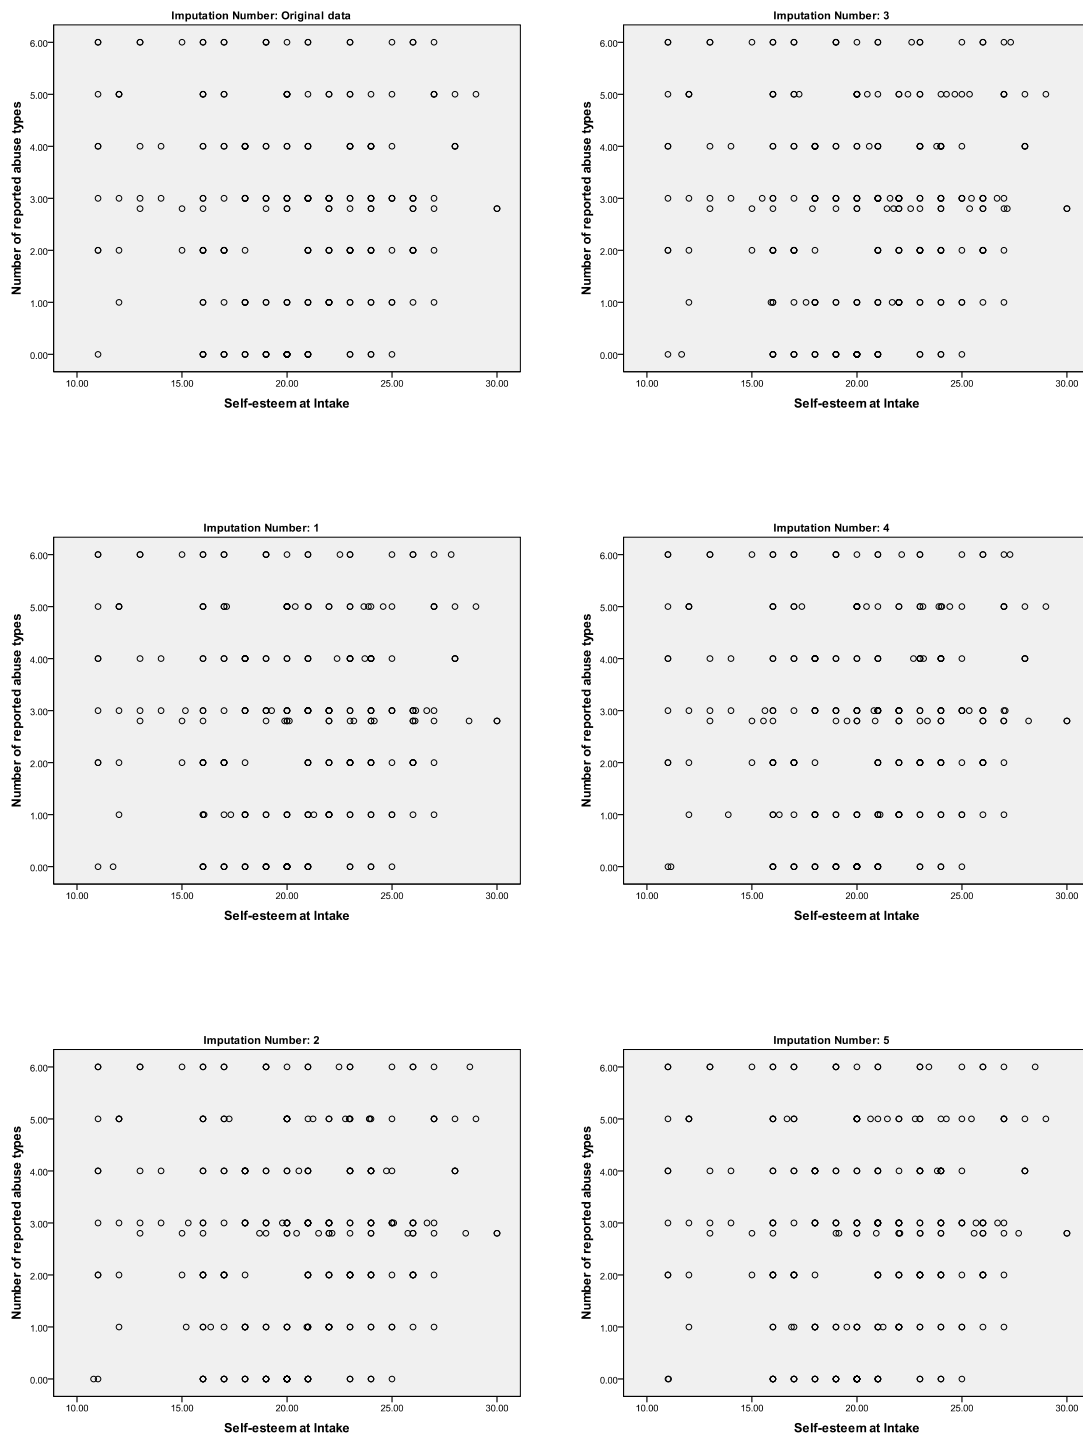 Imputation Number: Original data
Number of reported abuse types
6.00
5.00
4.00
3.00
2.00
1.00
0.00
10.00 15.00 20.00 25.00 30.00
Self-esteem at Intake
Imputation Number: 3
Number of reported abuse types
6.00
5.00
4.00
3.00
2.00
1.00
0.00
10.00 15.00 20.00 25.00 30.00
Self-esteem at Intake
Imputation Number: 1
Number of reported abuse types
6.00
5.00
4.00
3.00
2.00
1.00
0.00
10.00 15.00 20.00 25.00 30.00
Self-esteem at Intake
Imputation Number: 4
Number of reported abuse types
6.00
5.00
4.00
3.00
2.00
1.00
0.00
10.00 15.00 20.00 25.00 30.00
Self-esteem at Intake
Imputation Number: 2
Number of reported abuse types
6.00
5.00
4.00
3.00
2.00
1.00
0.00
10.00 15.00 20.00 25.00 30.00
Self-esteem at Intake
Imputation Number: 5
Number of reported abuse types
6.00
5.00
4.00
3.00
2.00
1.00
0.00
10.00 15.00 20.00 25.00 30.00
Self-esteem at Intake